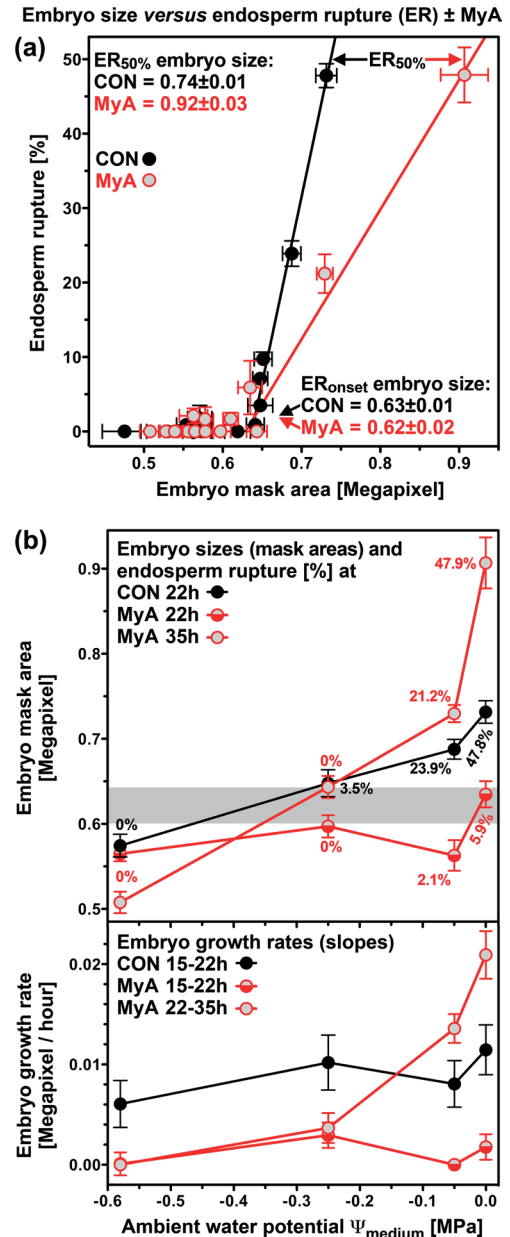 Embryo size versus endosperm rupture (ER) ± MyA
(a)
ER50% embryo size:
CON = 0.74±0.01
MyA = 0.92±0.03
ER50%
CON
MyA
50
40
30
20
10
0
Endosperm rupture [%]
ERonset embryo size:
CON = 0.63±0.01
MyA = 0.62±0.02
0.5 0.6 0.7 0.8 0.9
Embryo mask area [Megapixel]
(b)
Embryo sizes (mask areas) and
endosperm rupture [%] at
CON 22h
MyA 22h
MyA 35h
0.9
0.8
0.7
0.6
0.5
Embryo mask area
[Megapixel]
47.9%
21.2%
0%
3.5%
23.9%
47.8%
0%
0%
0%
2.1%
5.9%
Embryo growth rates (slopes)
CON 15-22h
MyA 15-22h
MyA 22-35h
0.02
0.01
0.00
Embryo growth rate
[Megapixel / hour]
-0.6 -0.5 -0.4 -0.3 -0.2 -0.1 0.0
Ambient water potential Ψmedium [MPa]